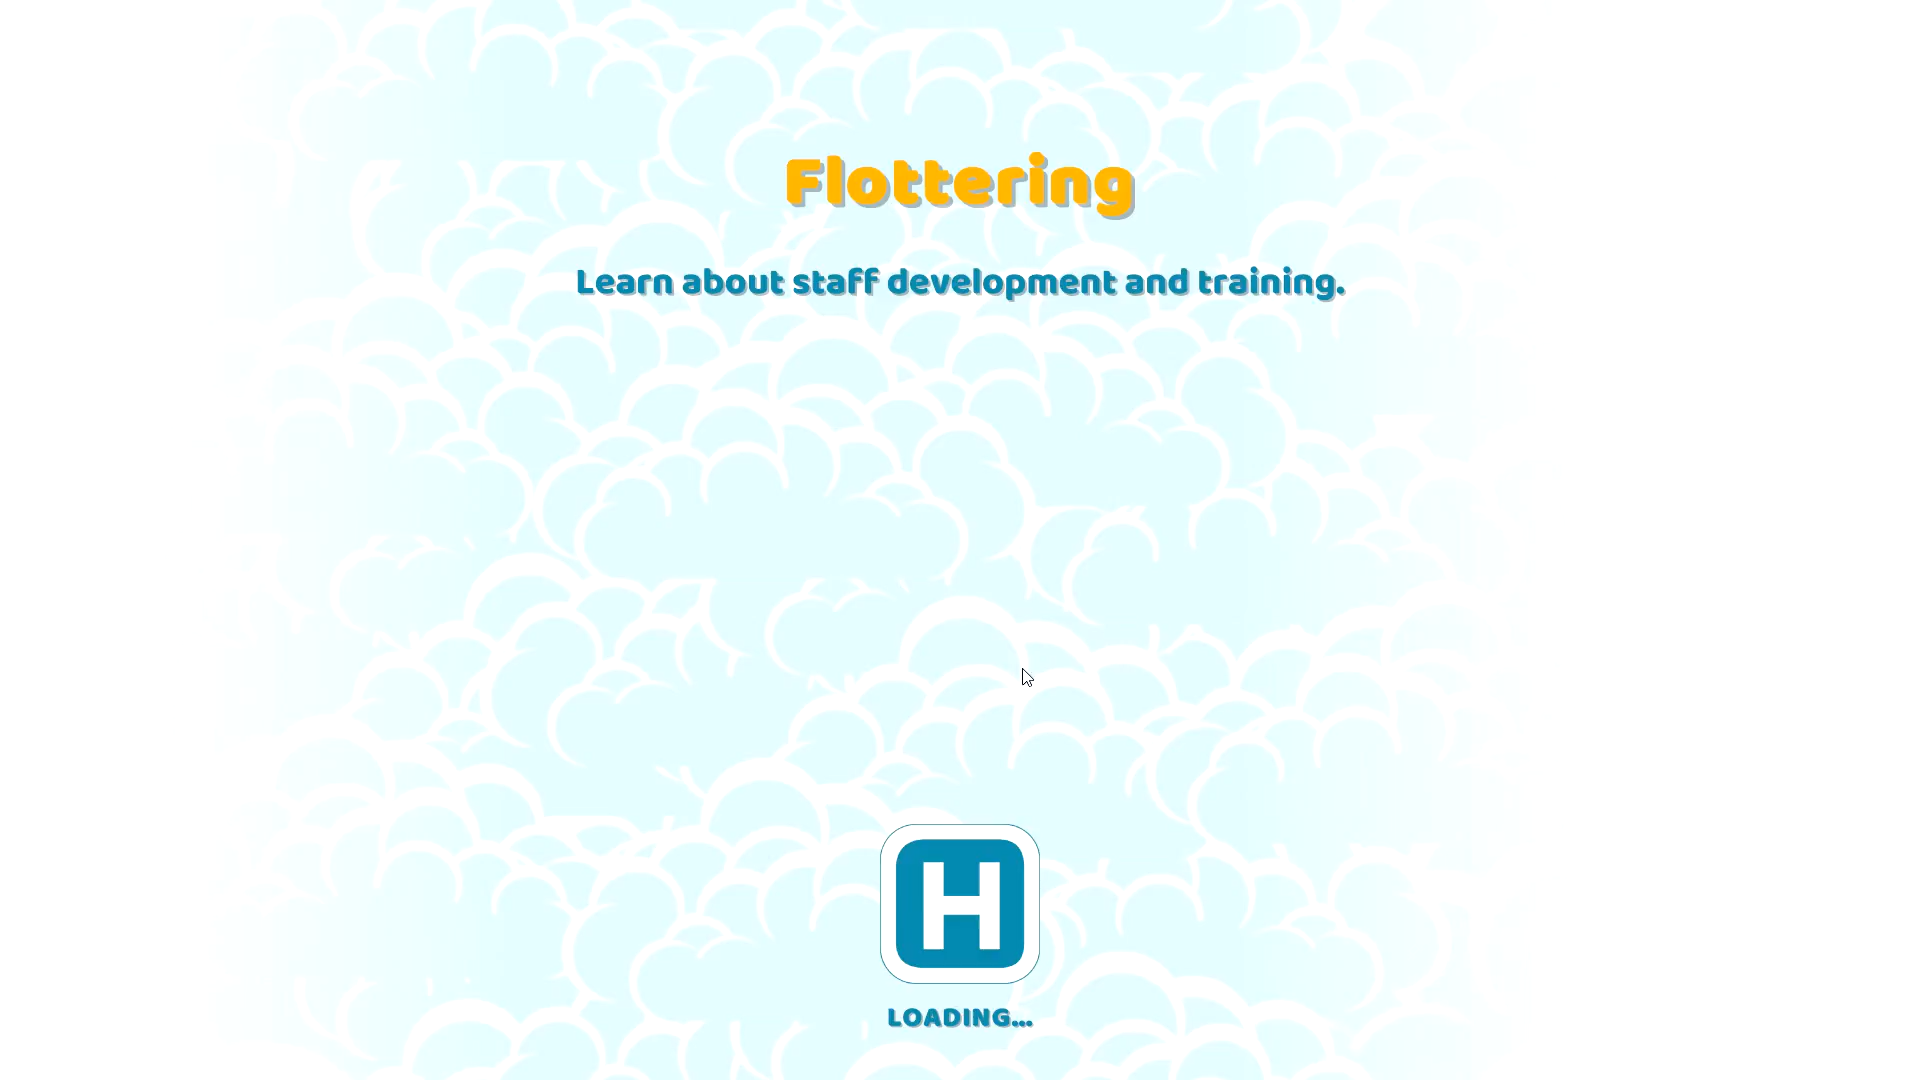 Flottering
Learn about staff development and training.
H
LOADING...